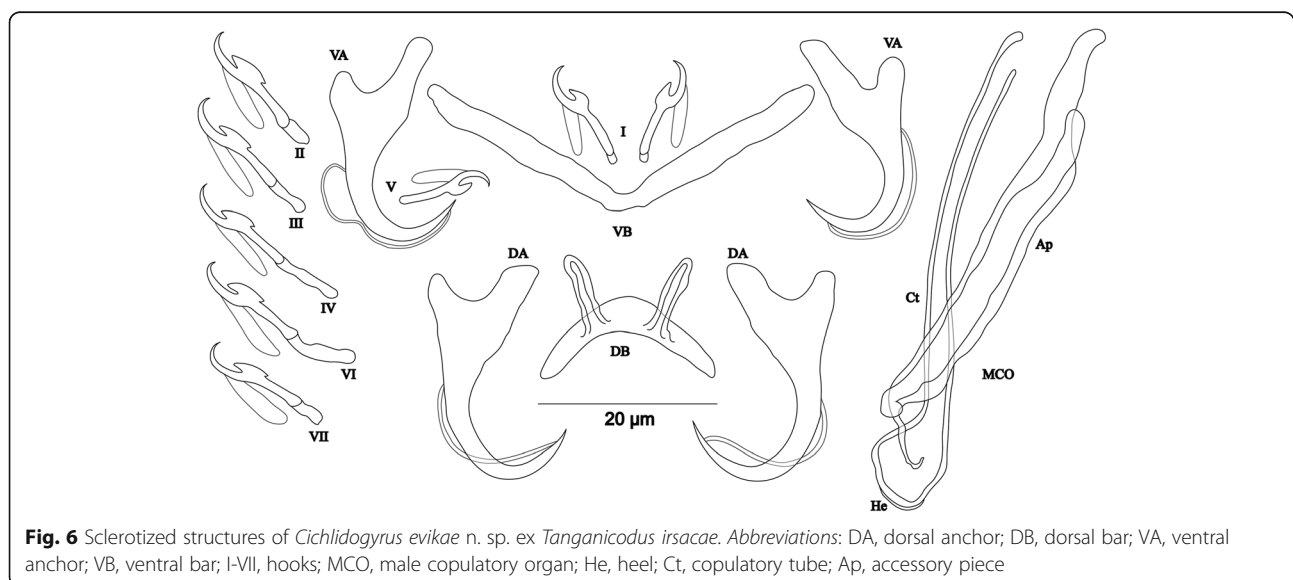 VA
VA
I
II
III
V
VB
IV
DA
DA
Ap
Ct
DB
VI
MCO
20 µm
VII
He
Fig. 6 Sclerotized structures of Cichlidogyrus evikae n. sp. ex Tanganicodus irsacae. Abbreviations: DA, dorsal anchor; DB, dorsal bar; VA, ventral
anchor; VB, ventral bar; I-VII, hooks; MCO, male copulatory organ; He, heel; Ct, copulatory tube; Ap, accessory piece